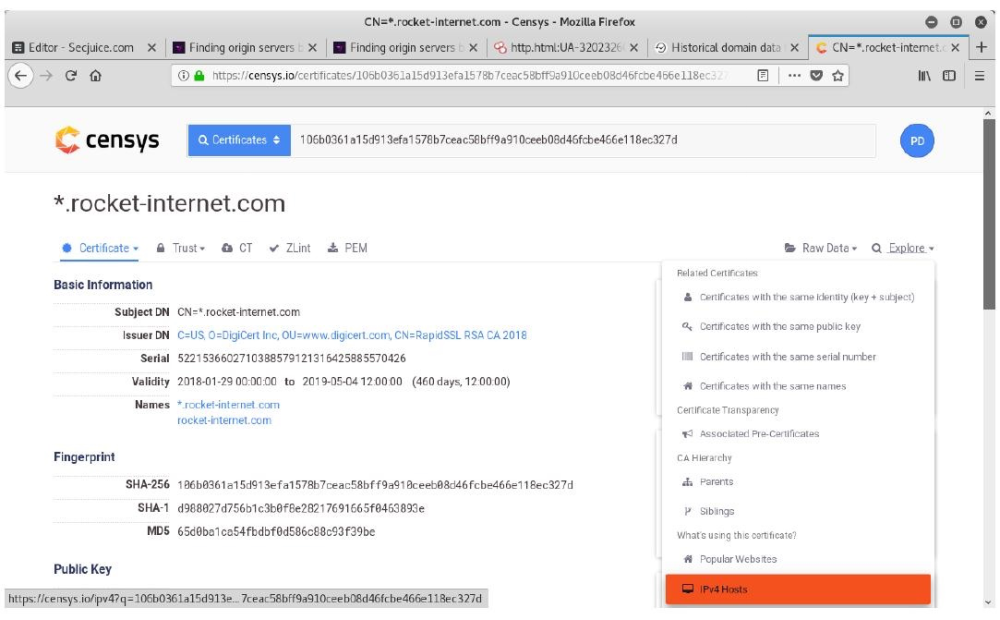 CN=*.rocket-internet.com - Censys - Mozilla Firefox
Editor - Secjuice.com
Finding origin servers b
Finding origin servers b
http.html:UA-3202326
Historical domain data
CN=*.rocket-internet.c
https://censys.io/certificates/106b0361a15d913efa1578b7ceac58bff9a910ceeb08d46fcbe466e118ec327
censys
Certificates
106b0361a15d913efa1578b7ceac58bff9a910ceeb08d46fcbe466e118ec327d
PD
*.rocket-internet.com
Certificate
Trust
CT
ZLint
PEM
Raw Data
Explore
Basic Information
Subject DN CN=*.rocket-internet.com
Issuer DN C=US, O=DigiCert Inc, OU=www.digicert.com, CN=RapidSSL RSA CA 2018
Serial 5221536602710388579121316425885570426
Validity 2018-01-29 00:00:00 to 2019-05-04 12:00:00 (460 days, 12:00:00)
Names *.rocket-internet.com
rocket-internet.com
Fingerprint
SHA-256 106b0361a15d913efa1578b7ceac58bff9a910ceeb08d46fcbe466e118ec327d
SHA-1 d988027d756b1c3b0f8e28217691665f0463893e
MD5 65d0ba1ca54fbdbf0d586c88c93f39be
Public Key
Related Certificates
Certificates with the same identity (key + subject)
Certificates with the same public key
Certificates with the same serial number
Certificates with the same names
Certificate Transparency
Associated Pre-Certificates
CA Hierarchy
Parents
Siblings
What's using this certificate?
Popular Websites
IPv4 Hosts
https://censys.io/ipv4?q=106b0361a15d913e...7ceac58bff9a910ceeb08d46fcbe466e118ec327d